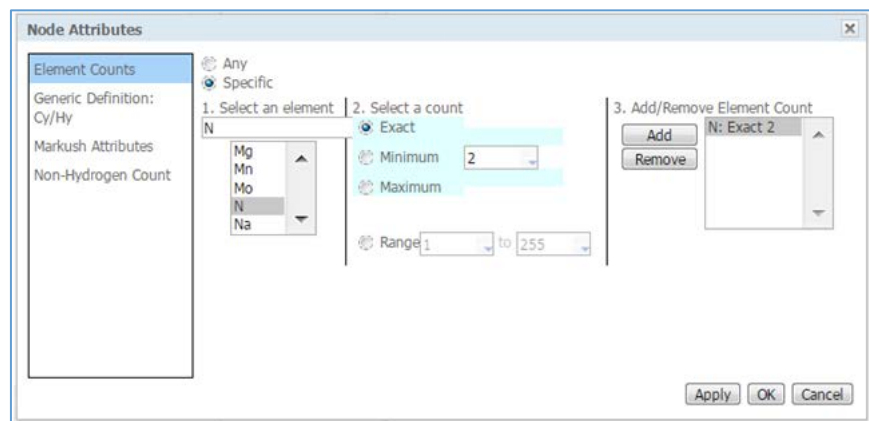 Node Attributes
Element Counts
Generic Definition:
Cy/Hy
Markush Attributes
Non-Hydrogen Count
Any
Specific
1. Select an element
N
Mg
Mn
Mo
N
Na
2. Select a count
Exact
Minimum 2
Maximum
Range 1 to 255
3. Add/Remove Element Count
Add
Remove
N: Exact 2
Apply OK Cancel